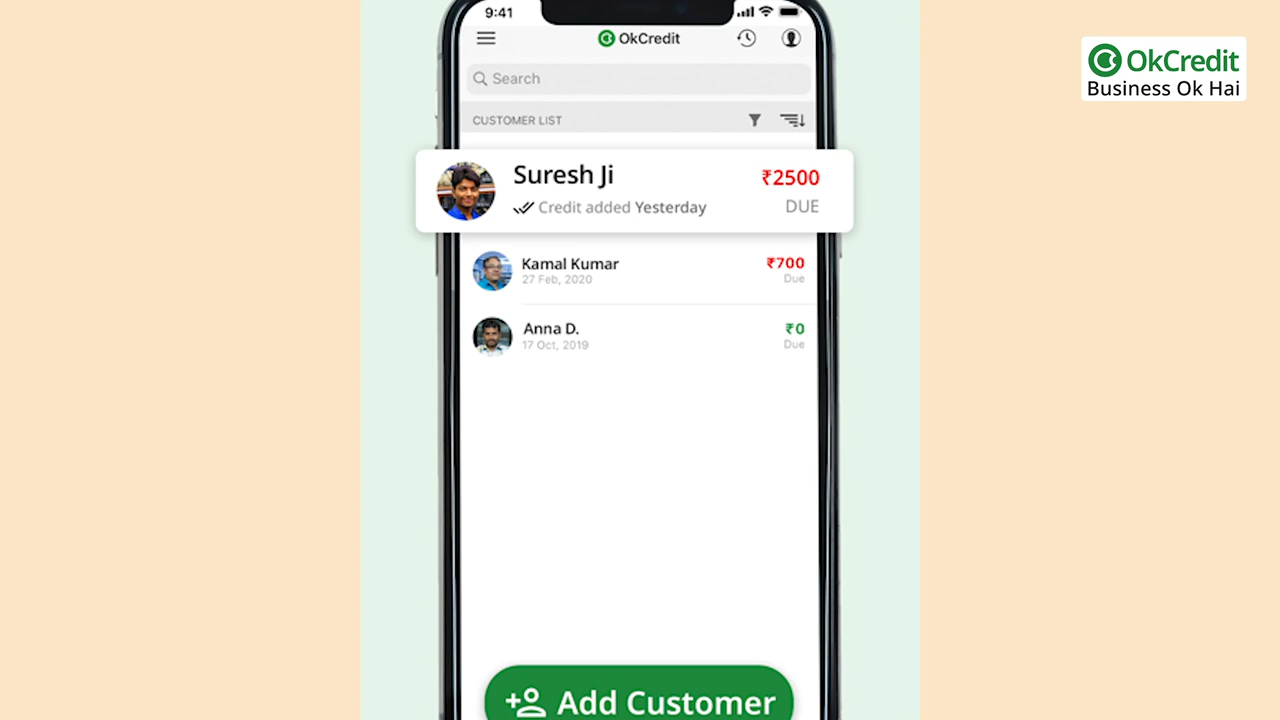 9:41
OkCredit
Search
CUSTOMER LIST
Suresh Ji
₹2500
Credit added Yesterday
DUE
Kamal Kumar
₹700
27 Feb, 2020
Due
Anna D.
₹0
17 Oct, 2019
Due
Add Customer
OkCredit
Business Ok Hai